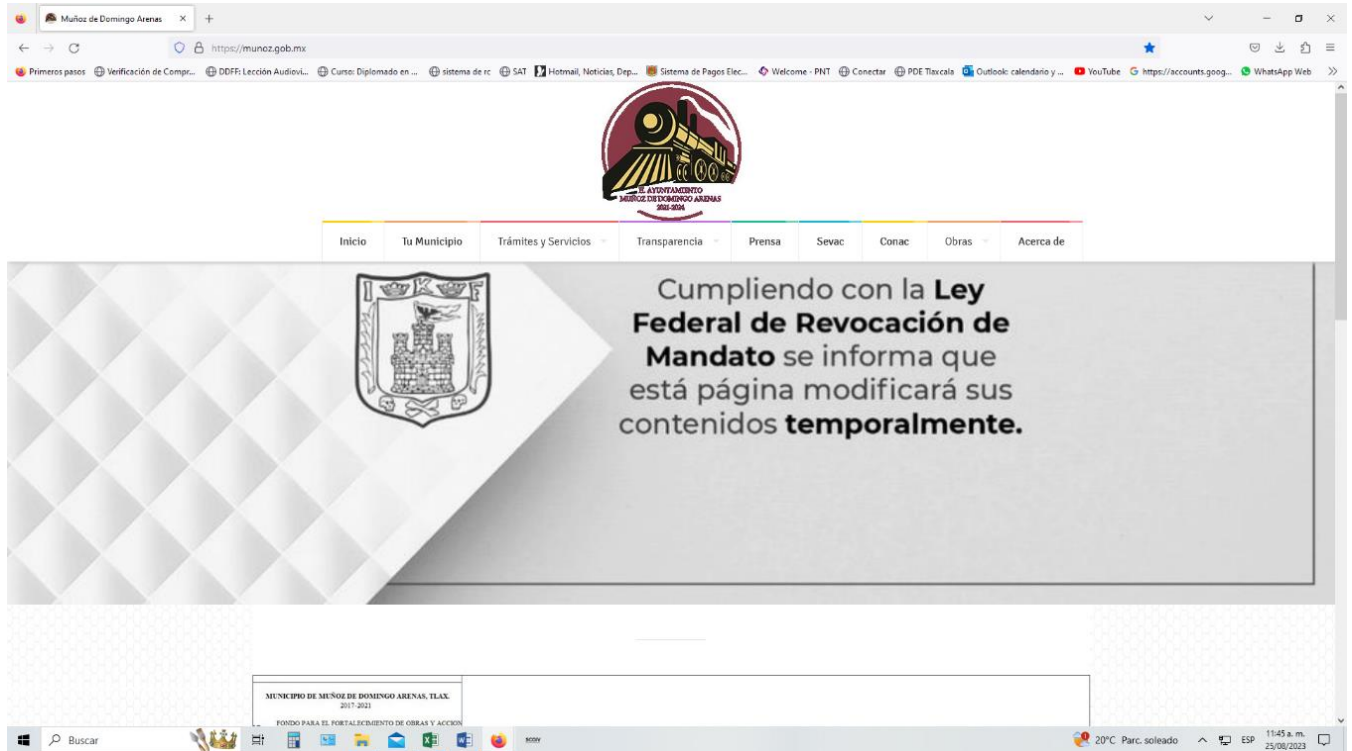 Muñoz de Domingo Arenas
https://munoz.gob.mx
Primeros pasos Verificación de Compr... DDFF: Lección Audiovi... Curso: Diplomado en ... sistema de rc SAT Hotmail, Noticias, Dep... Sistema de Pagos Elec... Welcome - PNT Conectar PDE Tlaxcala Outlook: calendario y ... YouTube https://accounts.goog... WhatsApp Web
EL AYUNTAMIENTO
MUÑOZ DE DOMINGO ARENAS
2021-2024
Inicio Tu Municipio Trámites y Servicios Transparencia Prensa Sevac Conac Obras Acerca de
I K F
Cumpliendo con la Ley
Federal de Revocación de
Mandato se informa que
está página modificará sus
contenidos temporalmente.
MUNICIPIO DE MUÑOZ DE DOMINGO ARENAS, TLAX.
2017-2021
FONDO PARA EL FORTALECIMIENTO DE OBRAS Y ACCION
Buscar
20°C Parc. soleado ESP 11:45 a. m.
25/08/2023